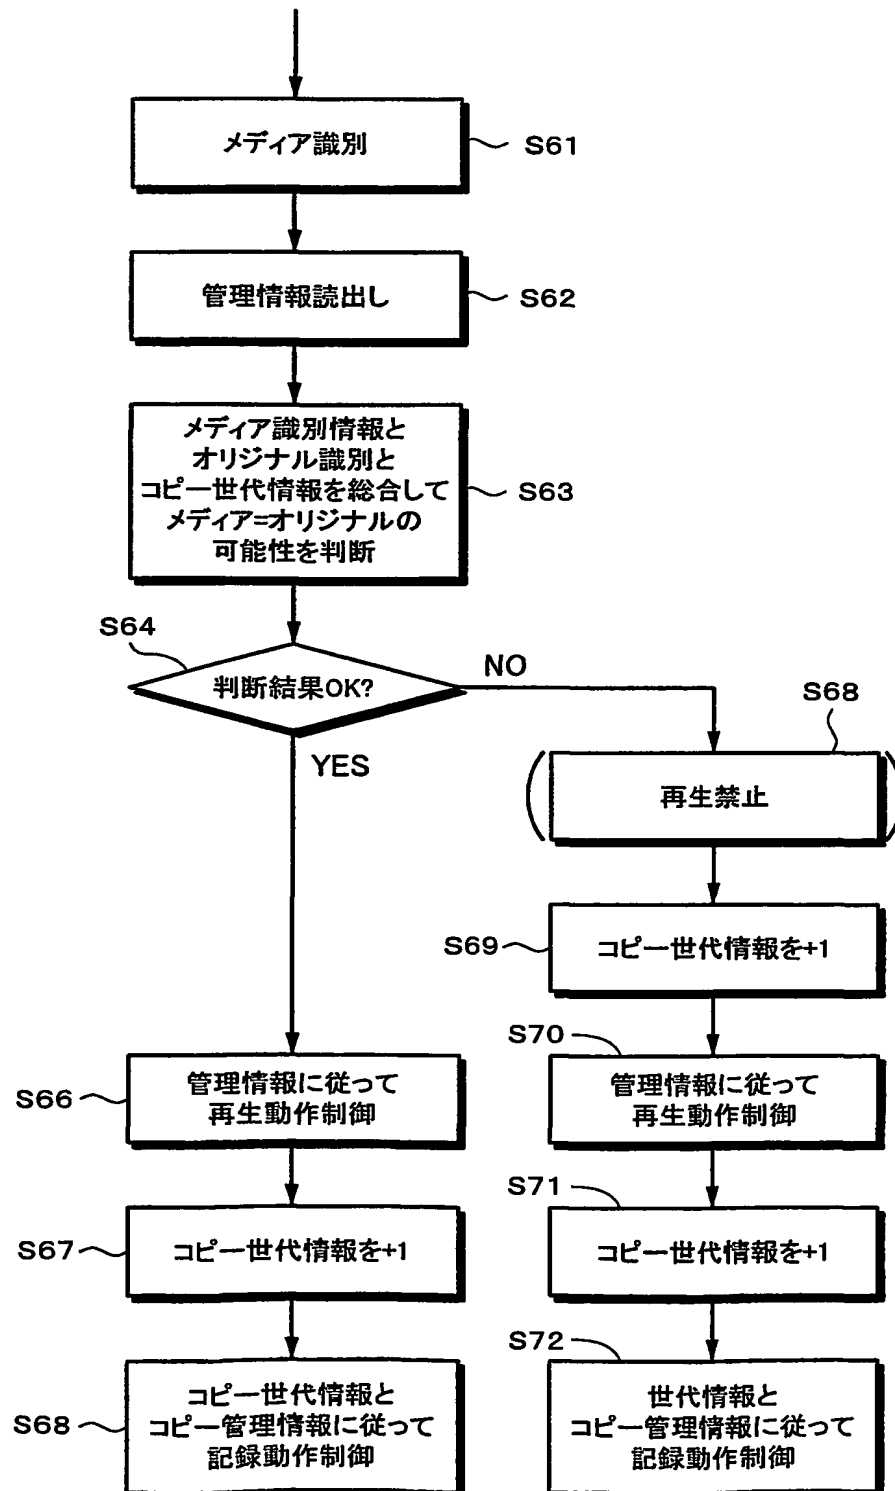 メディア識別
S61
管理情報読出し
S62
メディア識別情報と
オリジナル識別と
コピー世代情報を総合して
メディア=オリジナルの
可能性を判断
S63
S64
判断結果OK?
NO
YES
S68
再生禁止
S69
コピー世代情報を+1
S66
管理情報に従って
再生動作制御
S70
管理情報に従って
再生動作制御
S67
コピー世代情報を+1
S71
コピー世代情報を+1
S68
コピー世代情報と
コピー管理情報に従って
記録動作制御
S72
世代情報と
コピー管理情報に従って
記録動作制御